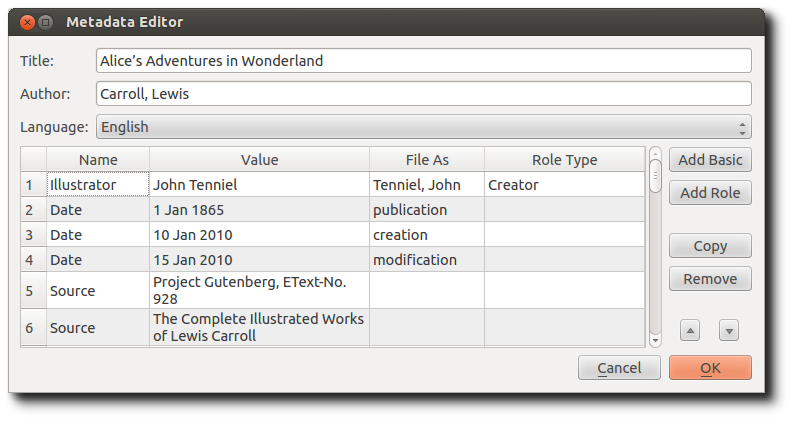 Metadata Editor
Title: Alice’s Adventures in Wonderland
Author: Carroll, Lewis
Language: English
Name Value File As Role Type
1 Illustrator John Tenniel Tenniel, John Creator
2 Date 1 Jan 1865 publication
3 Date 10 Jan 2010 creation
4 Date 15 Jan 2010 modification
5 Source Project Gutenberg, EText-No.
928
6 Source The Complete Illustrated Works
of Lewis Carroll
Add Basic
Add Role
Copy
Remove
Cancel OK